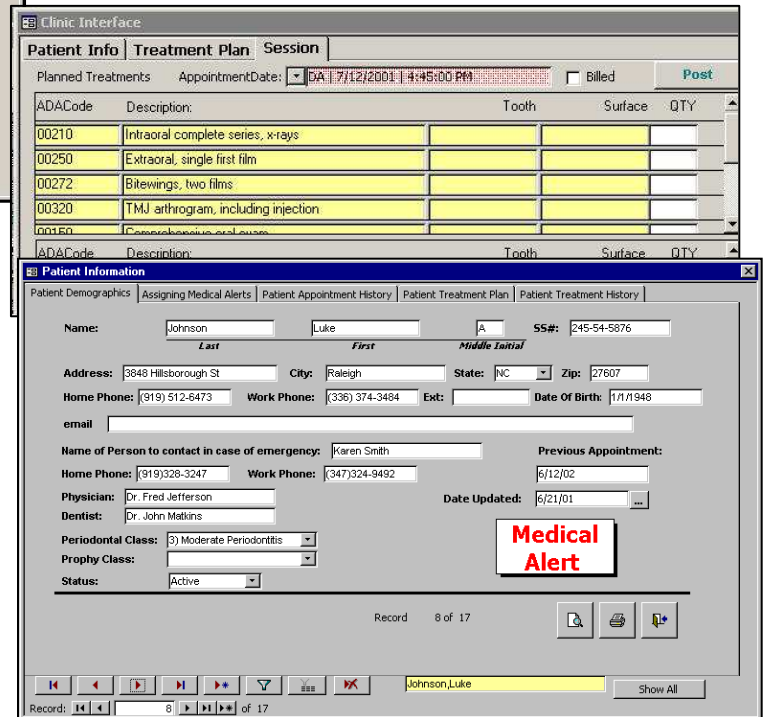 Clinic Interface
Patient Info Treatment Plan Session
Planned Treatments AppointmentDate: DA | 7/12/2001 | 4:45:00 PM Billed Post
ADACode Description: Tooth Surface QTY
00210 Intraoral complete series, x-rays
00250 Extraoral, single first film
00272 Bitewings, two films
00320 TMJ arthrogram, including injection
00150 Comprehensive oral exam
ADACode Description: Tooth Surface QTY
Patient Information
Patient Demographics Assigning Medical Alerts Patient Appointment History Patient Treatment Plan Patient Treatment History
Name: Johnson Luke A SS#: 245-54-5876
Last First Middle Initial
Address: 3848 Hillsborough St City: Raleigh State: NC Zip: 27607
Home Phone: (919) 512-6473 Work Phone: (336) 374-3484 Ext: Date Of Birth: 1/1/1948
email
Name of Person to contact in case of emergency: Karen Smith Previous Appointment:
Home Phone: (919)328-3247 Work Phone: (347)324-9492 6/12/02
Physician: Dr. Fred Jefferson Date Updated: 6/21/01 ...
Dentist: Dr. John Matkins
Periodontal Class: 3) Moderate Periodontitis
Medical
Alert
Prophy Class:
Status: Active
Record 8 of 17
Johnson,Luke Show All
Record: 8 of 17